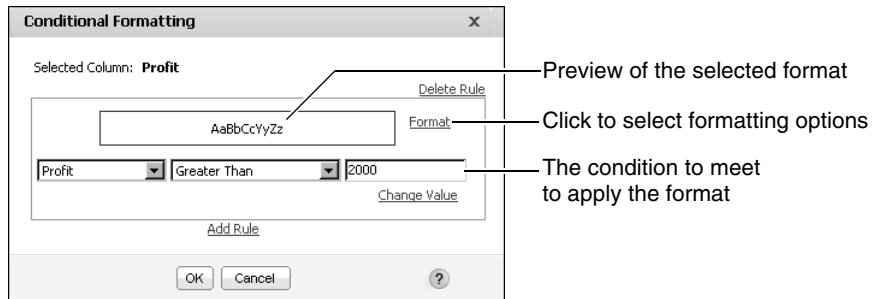 Conditional Formatting x
Selected Column: Profit
Delete Rule
AaBbCcYyZz
Format
Profit Greater Than 2000
Change Value
Add Rule
OK Cancel ?
Preview of the selected format
Click to select formatting options
The condition to meet
to apply the format